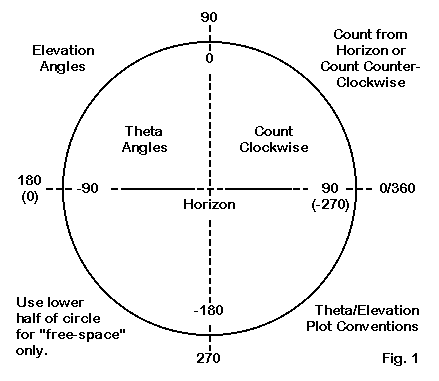 90
Elevation
Angles
Count from
Horizon or
Count Counter-
Clockwise
0
Theta
Angles
Count
Clockwise
180
(0)
-90
Horizon
90
(-270)
0/360
Use lower
half of circle
for "free-space"
only.
-180
Theta/Elevation
Plot Conventions
270
Fig. 1